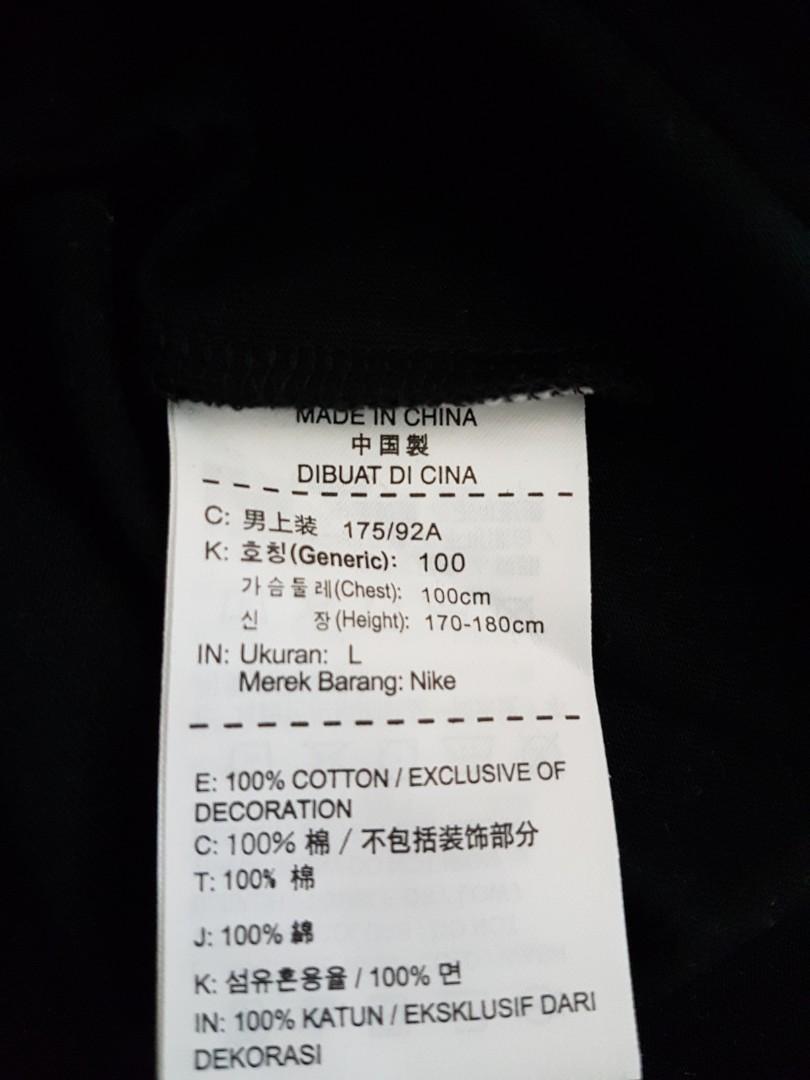 MADE IN CHINA
中国製
DIBUAT DI CINA
C: 男上装 175/92A
K: 호칭(Generic): 100
가슴둘레(Chest): 100cm
신 장(Height): 170-180cm
IN: Ukuran: L
Merek Barang: Nike
E: 100% COTTON / EXCLUSIVE OF
DECORATION
C: 100% 棉 / 不包括装饰部分
T: 100% 棉
J: 100% 綿
K: 섬유혼용율 / 100% 면
IN: 100% KATUN / EKSKLUSIF DARI
DEKORASI